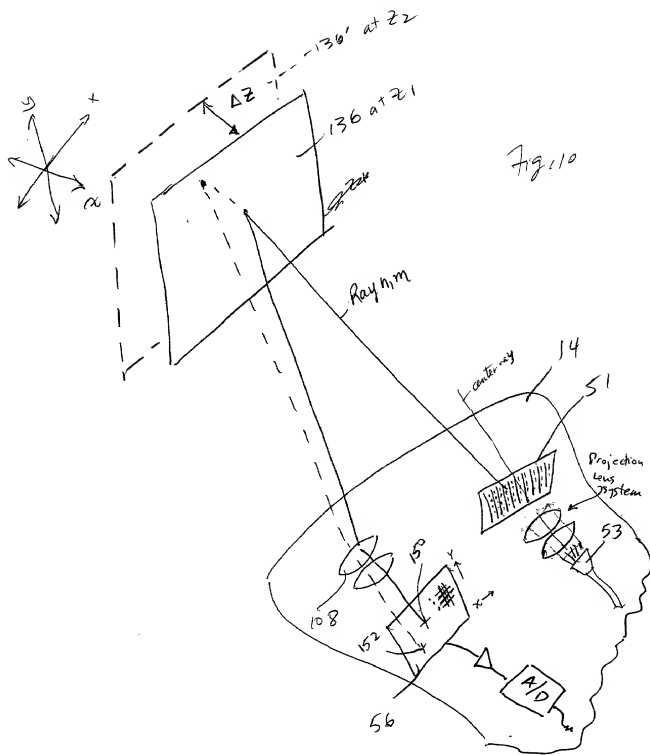 136' at Z2
ΔZ
136 at Z1
y
x
Fig. 10
Ray n,m
center ray
14
51
Projection
Lens
System
53
108
150
Y
X
152
56
A/D